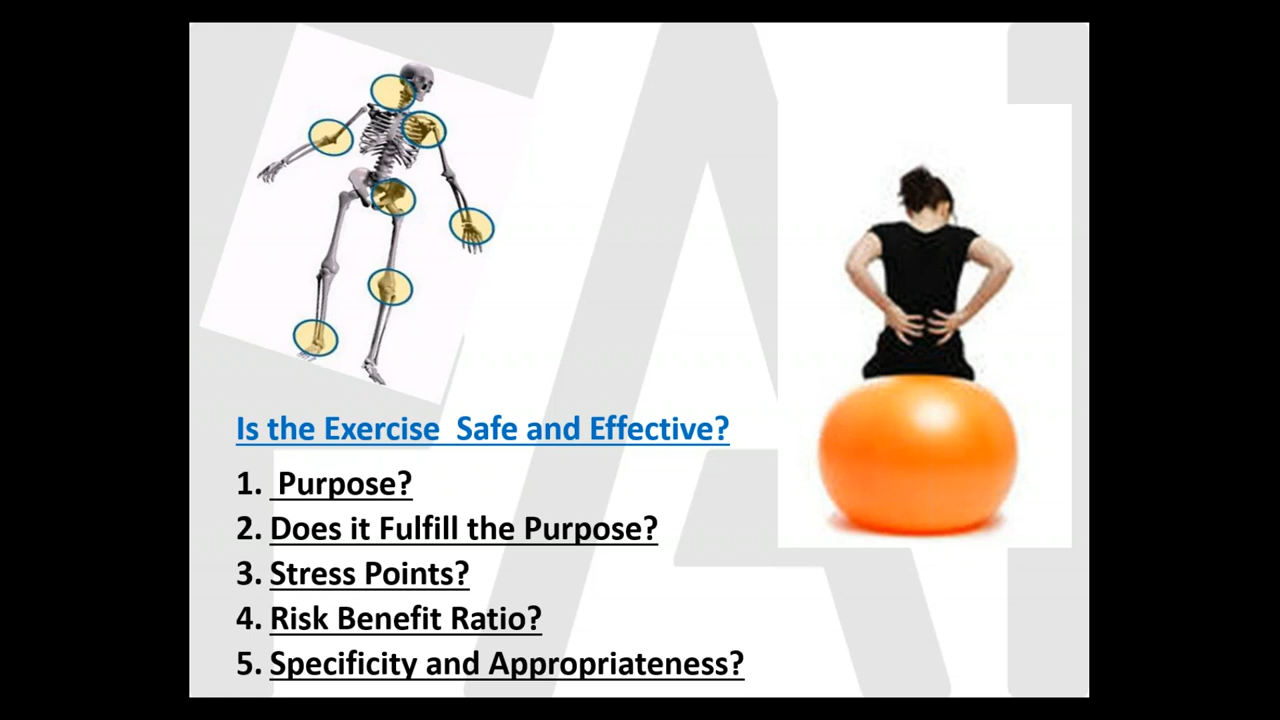 Is the Exercise  Safe and Effective?
1. Purpose?
2. Does it Fulfill the Purpose?
3. Stress Points?
4. Risk Benefit Ratio?
5. Specificity and Appropriateness?